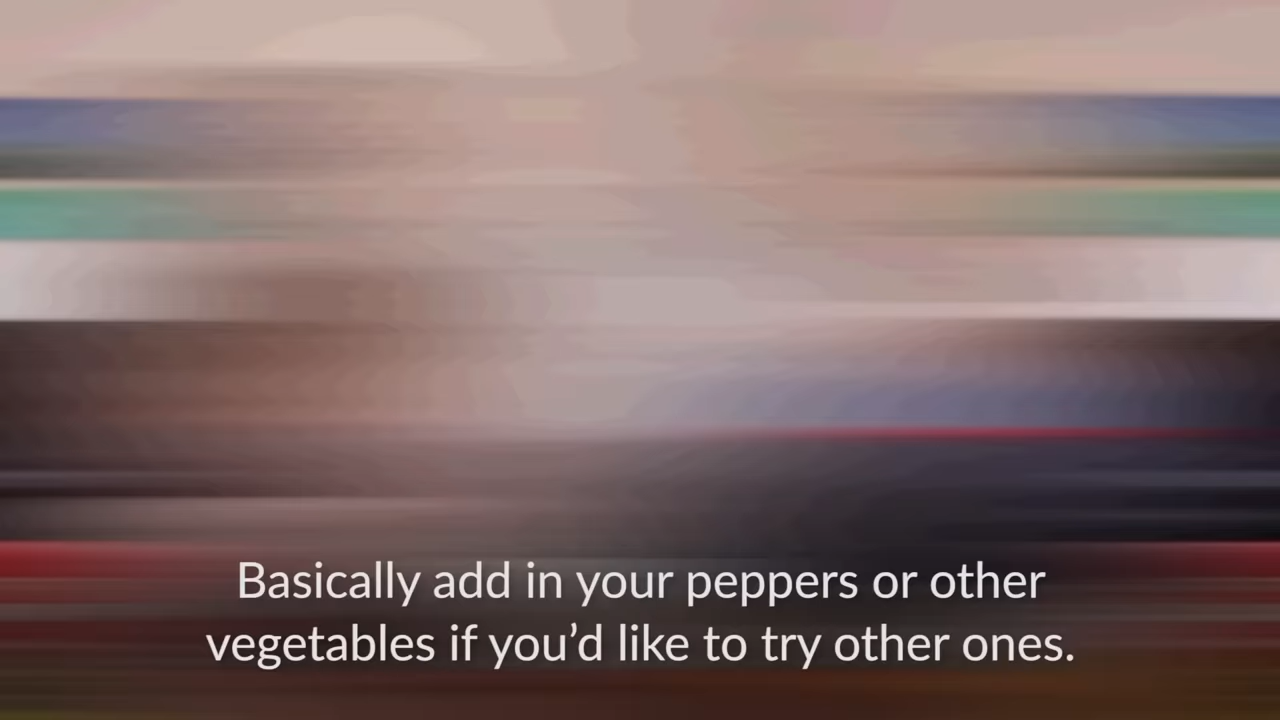 Basically add in your peppers or other
vegetables if you’d like to try other ones.